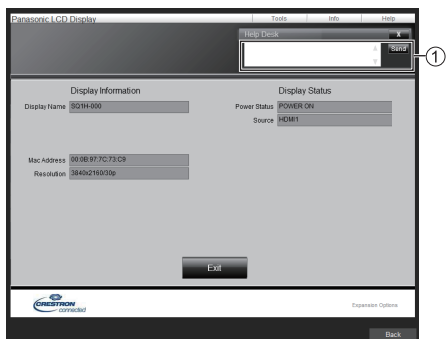 Panasonic LCD Display
Tools Info Help
Help Desk X
Send
1
Display Information Display Status
Display Name SQ1H-000 Power Status POWER ON
Source HDMI1
Mac Address 00:0B:97:7C:73:C9
Resolution 3840x2160/30p
Exit
CRESTRON
connected
Expansion Options
Back